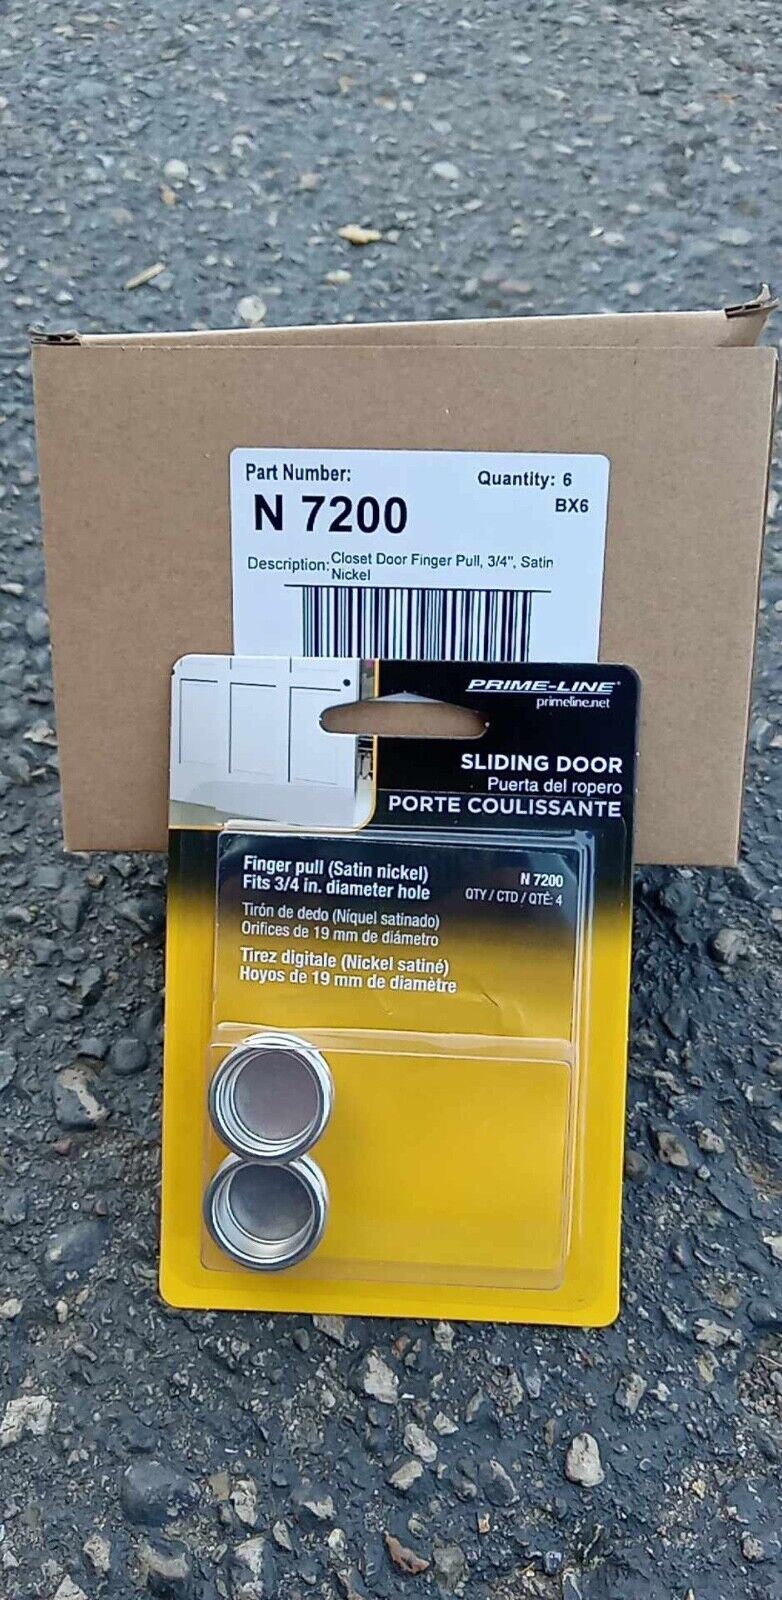 Part Number:
Quantity: 6
N 7200
BX6
Description: Closet Door Finger Pull, 3/4", Satin
Nickel
PRIME-LINE®
primeline.net
SLIDING DOOR
Puerta del ropero
PORTE COULISSANTE
Finger pull (Satin nickel)
Fits 3/4 in. diameter hole
N 7200
QTY / CTD / QTÉ: 4
Tirón de dedo (Níquel satinado)
Orifices de 19 mm de diámetro
Tirez digitale (Nickel satiné)
Hoyos de 19 mm de diamètre